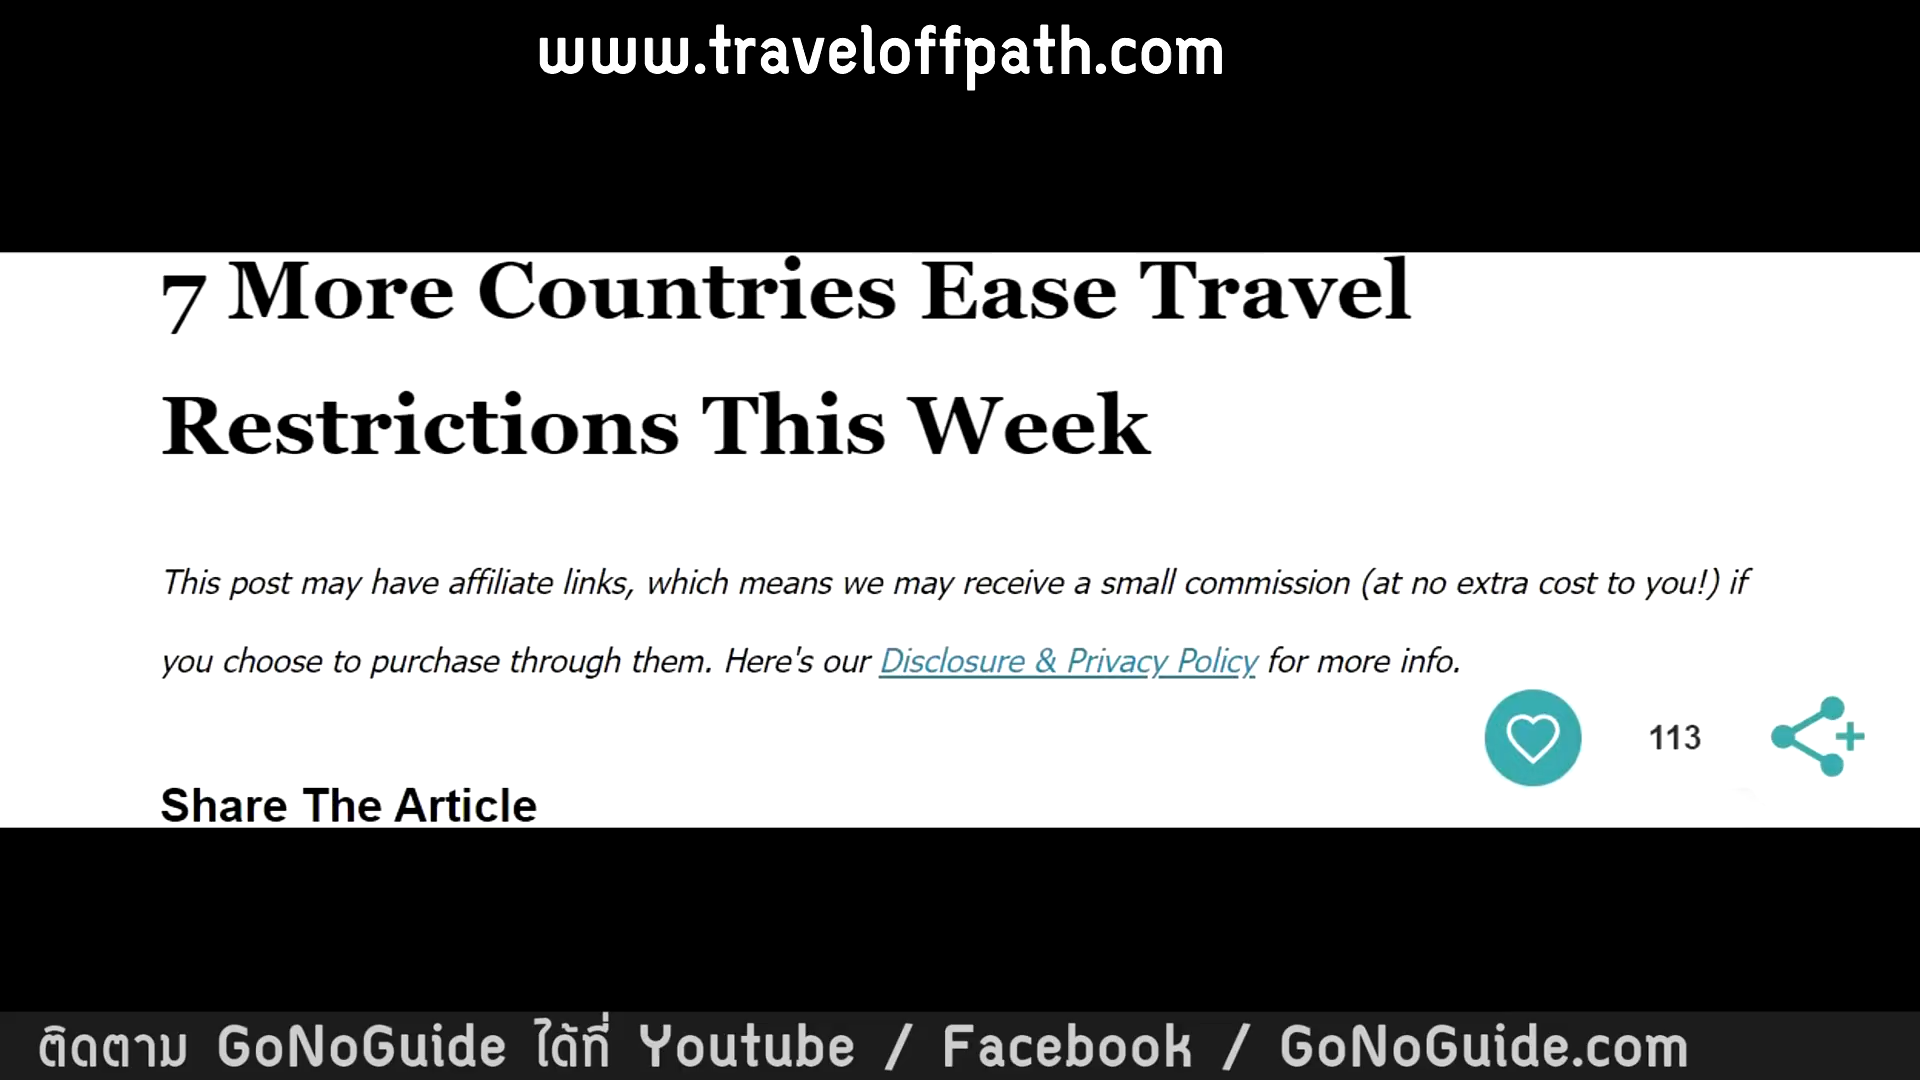 www.traveloffpath.com
7 More Countries Ease Travel
Restrictions This Week
This post may have affiliate links, which means we may receive a small commission (at no extra cost to you!) if
you choose to purchase through them. Here's our Disclosure & Privacy Policy for more info.
113
Share The Article
ติดตาม GoNoGuide ได้ที่ Youtube / Facebook / GoNoGuide.com